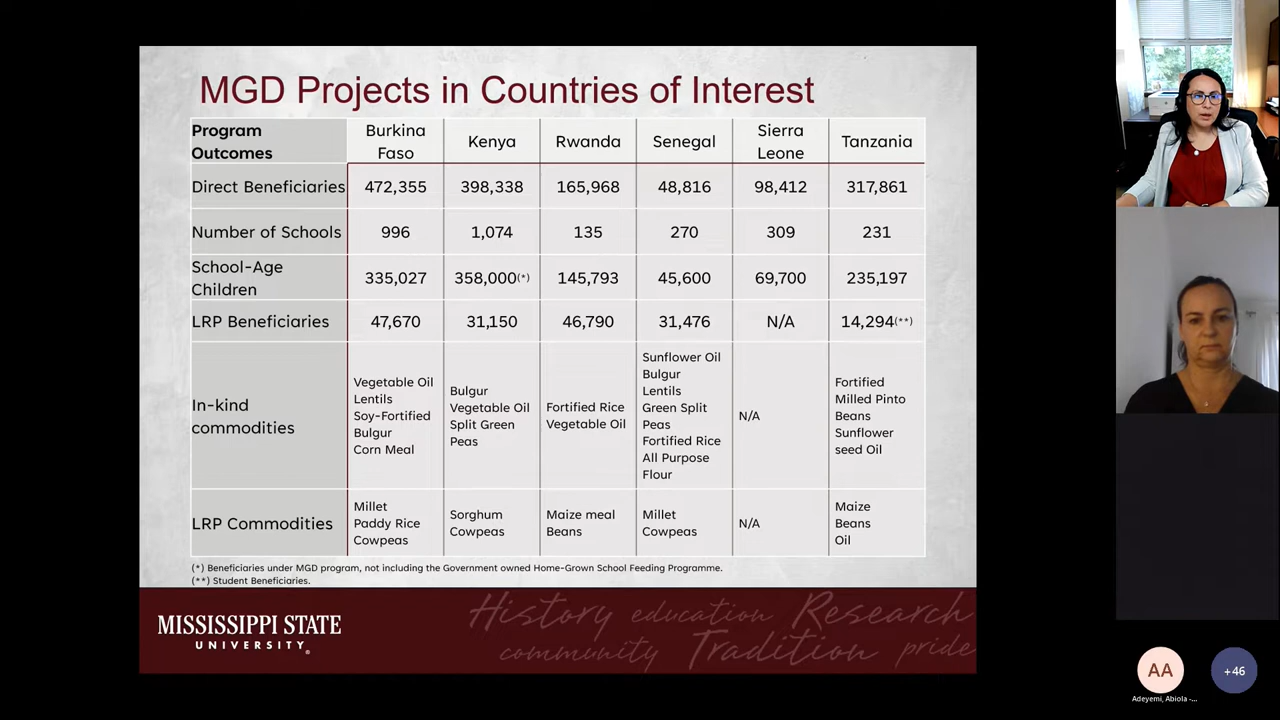 MGD Projects in Countries of Interest
Program Outcomes | Burkina Faso | Kenya | Rwanda | Senegal | Sierra Leone | Tanzania
Direct Beneficiaries | 472,355 | 398,338 | 165,968 | 48,816 | 98,412 | 317,861
Number of Schools | 996 | 1,074 | 135 | 270 | 309 | 231
School-Age Children | 335,027 | 358,000(*) | 145,793 | 45,600 | 69,700 | 235,197
LRP Beneficiaries | 47,670 | 31,150 | 46,790 | 31,476 | N/A | 14,294(**)
In-kind commodities | Vegetable Oil Lentils Soy-Fortified Bulgur Corn Meal | Bulgur Vegetable Oil Split Green Peas | Fortified Rice Vegetable Oil | Sunflower Oil Bulgur Lentils Green Split Peas Fortified Rice All Purpose Flour | N/A | Fortified Milled Pinto Beans Sunflower seed Oil
LRP Commodities | Millet Paddy Rice Cowpeas | Sorghum Cowpeas | Maize meal Beans | Millet Cowpeas | N/A | Maize Beans Oil
(*) Beneficiaries under MGD program, not including the Government owned Home-Grown School Feeding Programme.
(**) Student Beneficiaries.
MISSISSIPPI STATE
UNIVERSITY®
History education Research
community Tradition pride
AA
+46
Adeyemi, Abiola -...